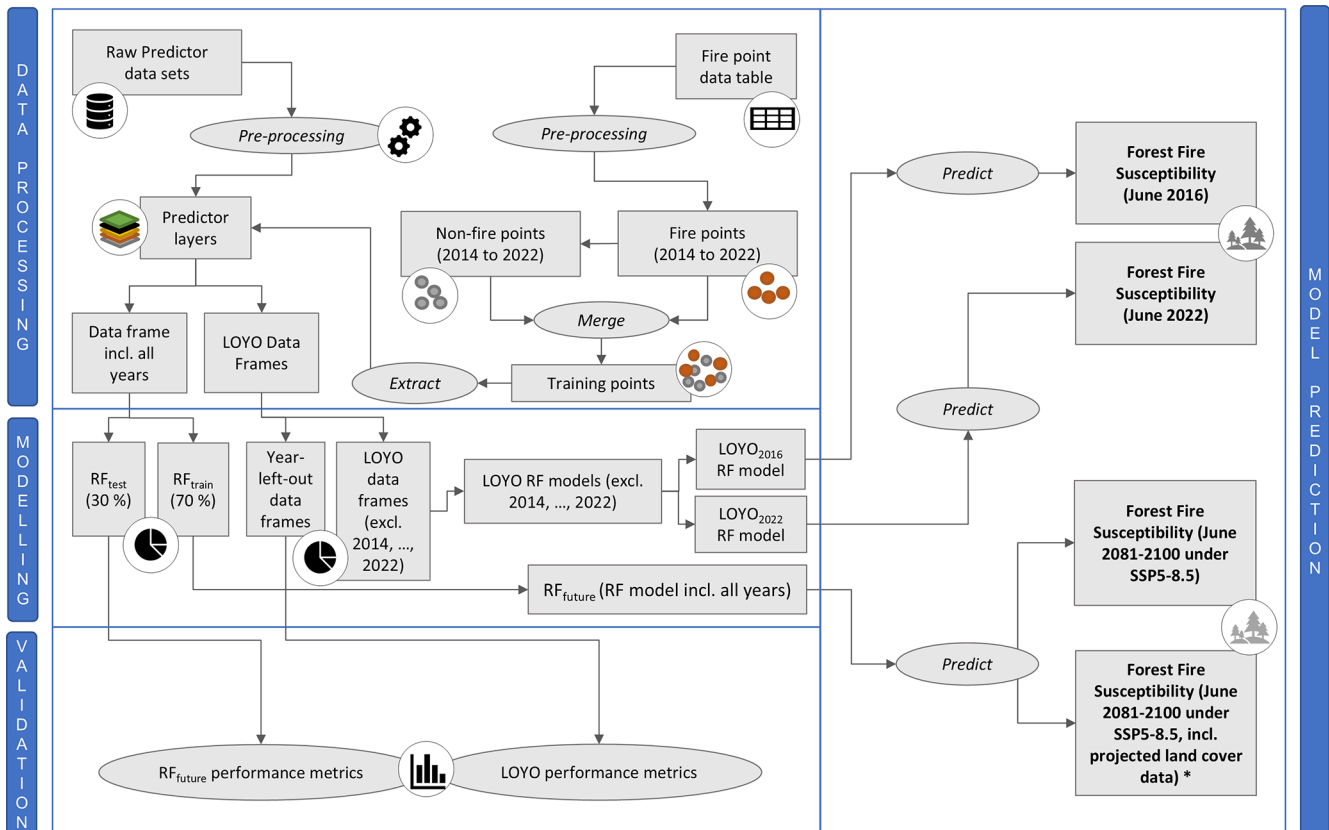 DATA PROCESSING
Raw Predictor
data sets
Pre-processing
Fire point
data table
Pre-processing
Predictor
layers
Non-fire points
(2014 to 2022)
Fire points
(2014 to 2022)
Merge
Training points
Extract
Data frame
incl. all
years
LOYO Data
Frames
MODELLING
RFtest
(30 %)
RFtrain
(70 %)
Year-
left-out
data
frames
LOYO
data
frames
(excl.
2014, ...,
2022)
LOYO RF models (excl.
2014, ..., 2022)
LOYO2016
RF model
LOYO2022
RF model
RFfuture (RF model incl. all years)
VALIDATION
RFfuture performance metrics
LOYO performance metrics
MODEL PREDICTION
Predict
Forest Fire
Susceptibility
(June 2016)
Forest Fire
Susceptibility
(June 2022)
Predict
Forest Fire
Susceptibility (June
2081-2100 under
SSP5-8.5)
Predict
Forest Fire
Susceptibility (June
2081-2100 under
SSP5-8.5, incl.
projected land cover
data) *